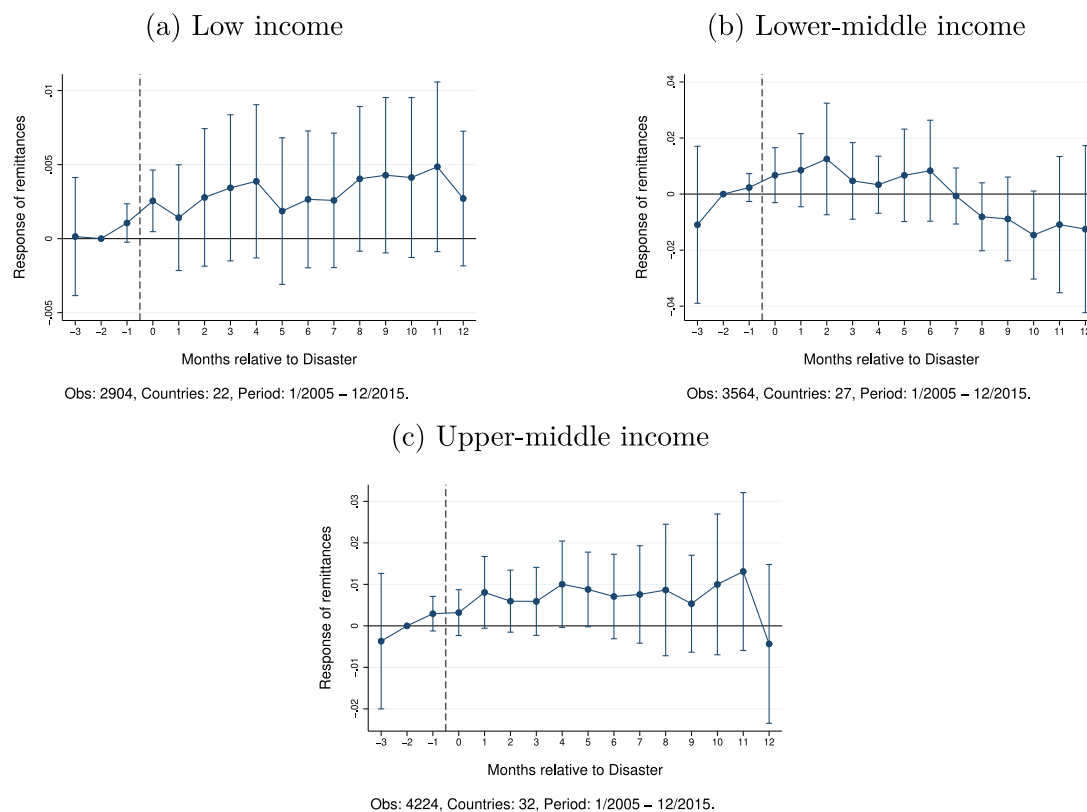 (a) Low income
Response of remittances
.01
.005
0
-.005
-3 -2 -1 0 1 2 3 4 5 6 7 8 9 10 11 12
Months relative to Disaster
Obs: 2904, Countries: 22, Period: 1/2005 – 12/2015.
(b) Lower-middle income
Response of remittances
.04
.02
0
-.02
-.04
-3 -2 -1 0 1 2 3 4 5 6 7 8 9 10 11 12
Months relative to Disaster
Obs: 3564, Countries: 27, Period: 1/2005 – 12/2015.
(c) Upper-middle income
Response of remittances
.03
.02
.01
0
-.01
-.02
-3 -2 -1 0 1 2 3 4 5 6 7 8 9 10 11 12
Months relative to Disaster
Obs: 4224, Countries: 32, Period: 1/2005 – 12/2015.